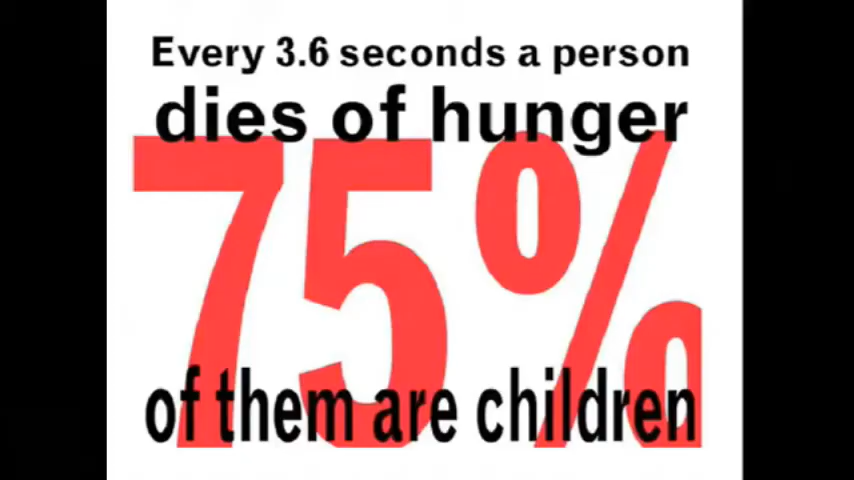 Every 3.6 seconds a person
dies of hunger
75%
of them are children